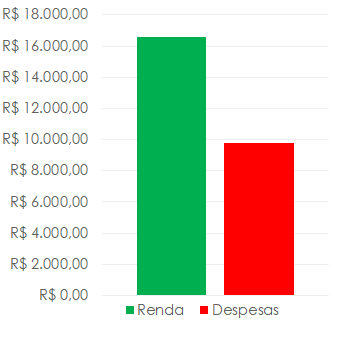 R$ 18.000,00
R$ 16.000,00
R$ 14.000,00
R$ 12.000,00
R$ 10.000,00
R$ 8.000,00
R$ 6.000,00
R$ 4.000,00
R$ 2.000,00
R$ 0,00
Renda Despesas